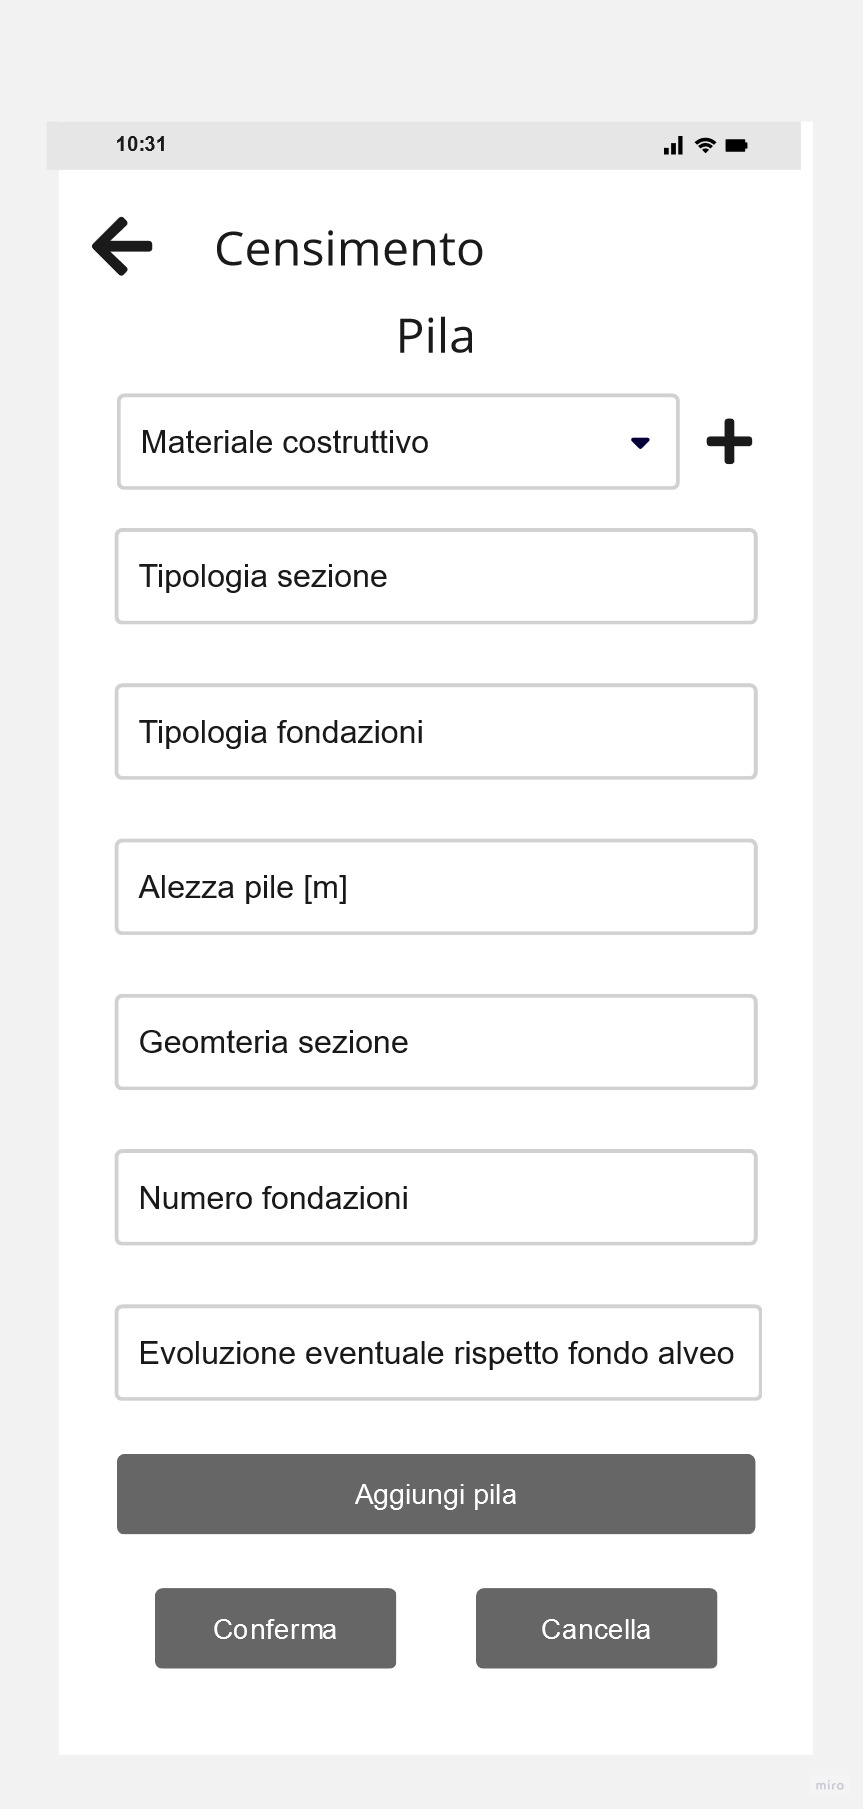 10:31
Censimento
Pila
Materiale costruttivo
Tipologia sezione
Tipologia fondazioni
Alezza pile [m]
Geomteria sezione
Numero fondazioni
Evoluzione eventuale rispetto fondo alveo
Aggiungi pila
Conferma Cancella
miro